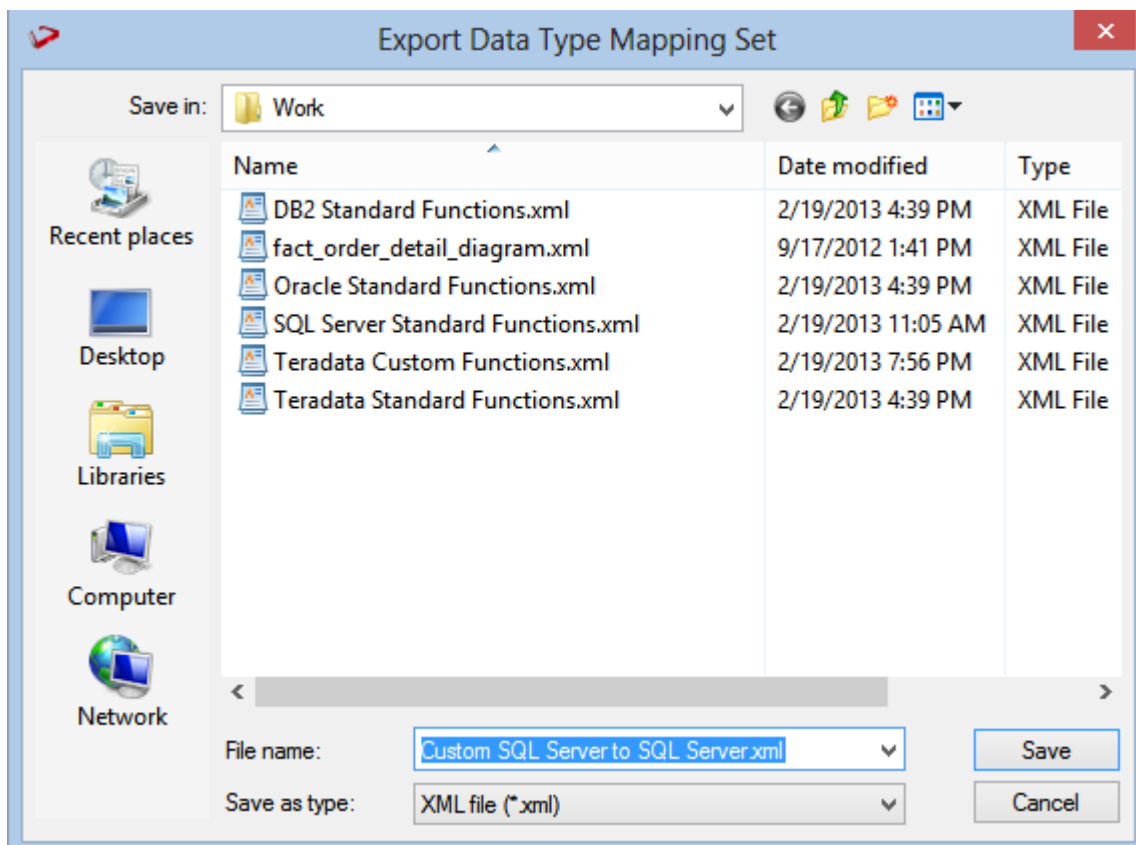 Export Data Type Mapping Set
Save in: Work
Name Date modified Type
DB2 Standard Functions.xml 2/19/2013 4:39 PM XML File
fact_order_detail_diagram.xml 9/17/2012 1:41 PM XML File
Oracle Standard Functions.xml 2/19/2013 4:39 PM XML File
SQL Server Standard Functions.xml 2/19/2013 11:05 AM XML File
Teradata Custom Functions.xml 2/19/2013 7:56 PM XML File
Teradata Standard Functions.xml 2/19/2013 4:39 PM XML File
Recent places
Desktop
Libraries
Computer
Network
File name: Custom SQL Server to SQL Server.xml Save
Save as type: XML file (*.xml) Cancel